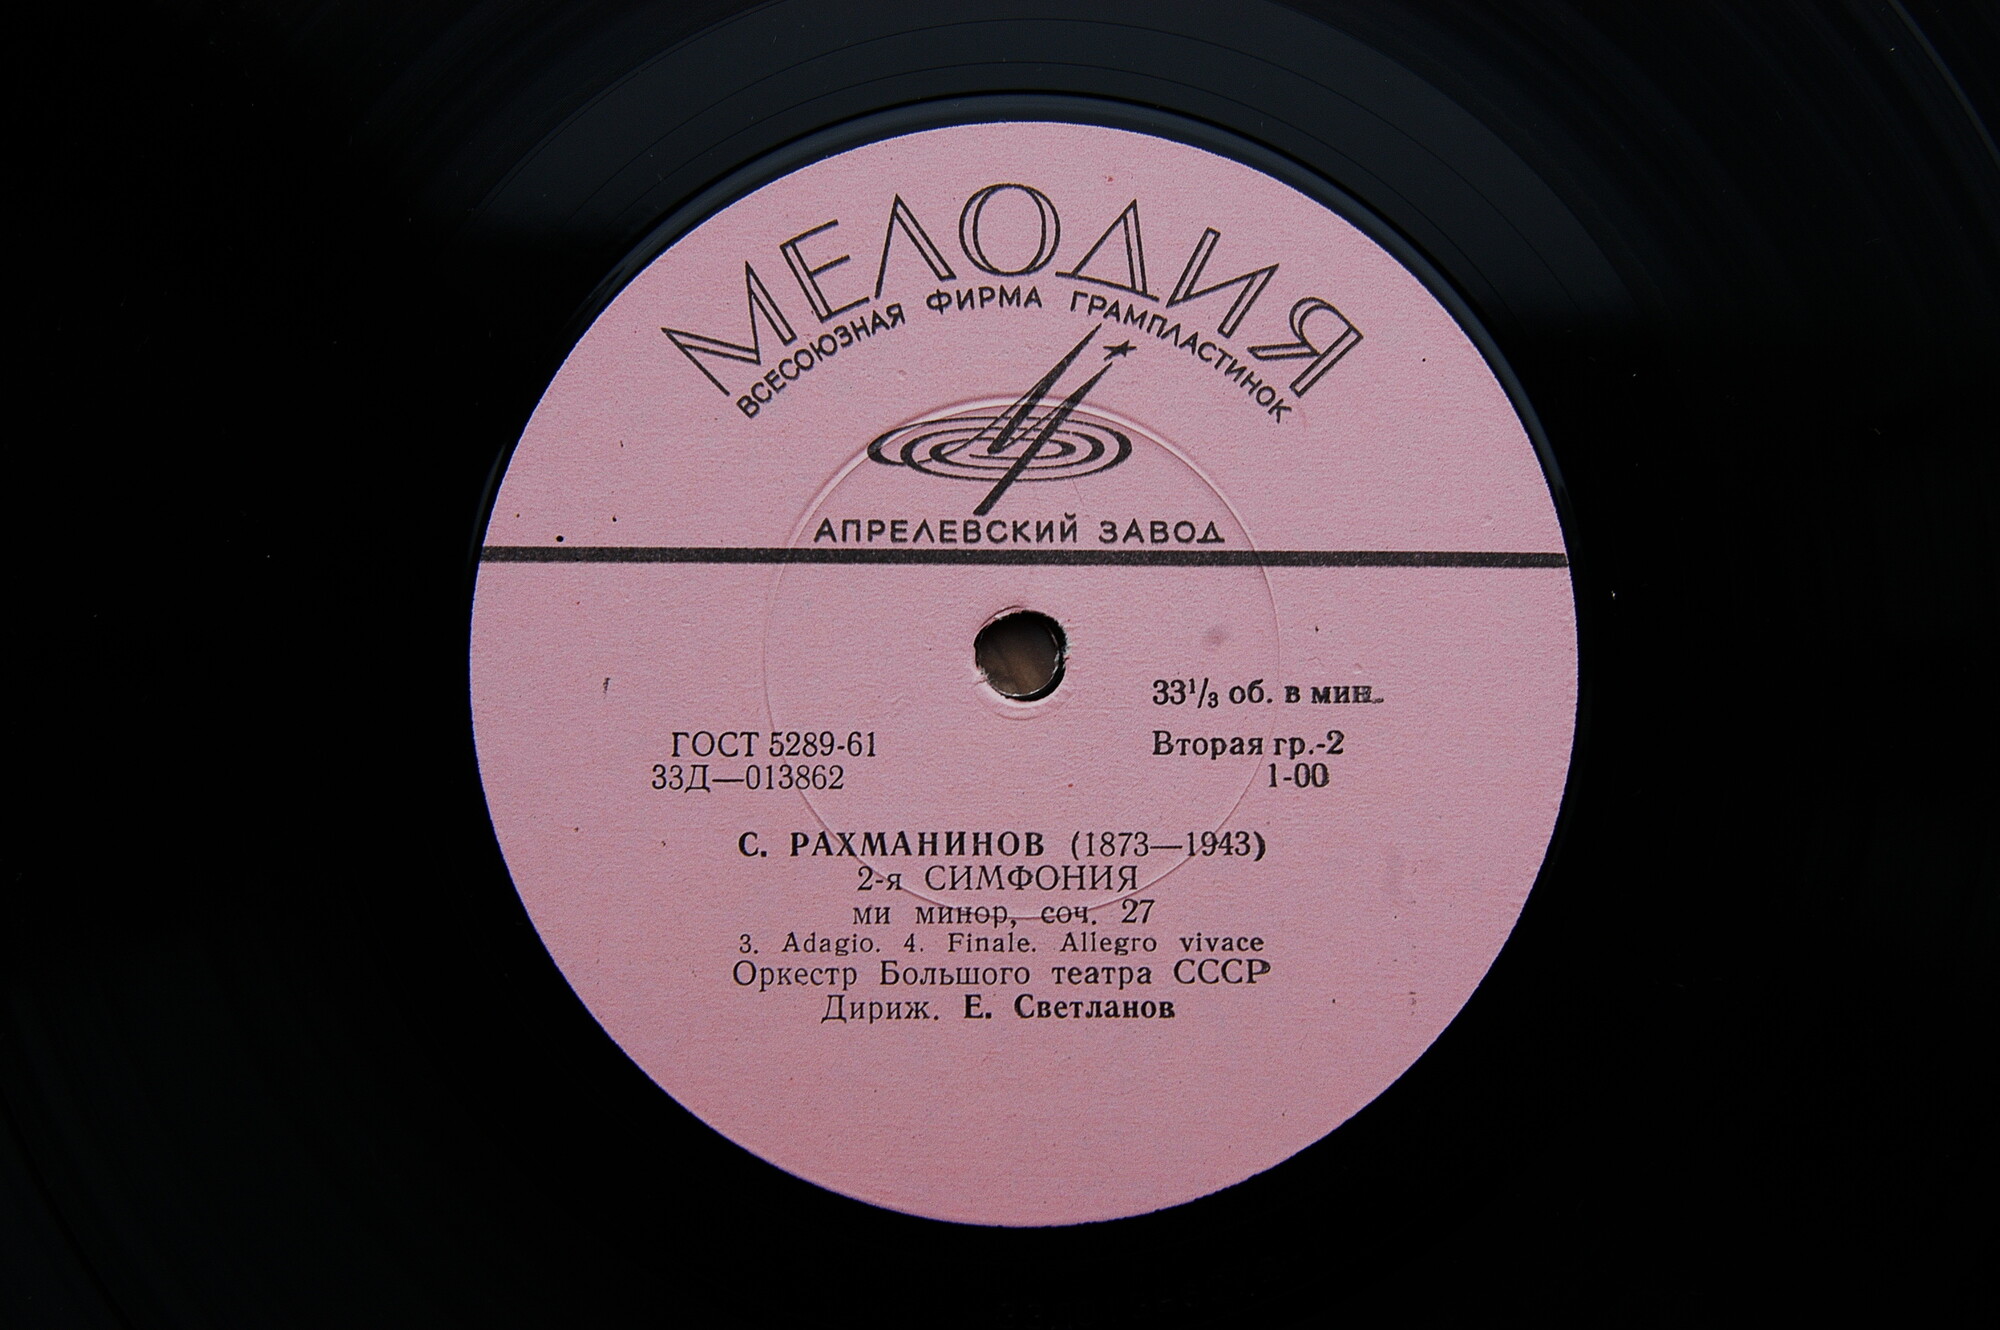 МЕЛОДИЯ
ВСЕСОЮЗНАЯ ФИРМА ГРАМПЛАСТИНОК
АПРЕЛЕВСКИЙ ЗАВОД
33¹/₃ об. в мин.
ГОСТ 5289-61
Вторая гр.-2
33Д—013862
1-00
С. РАХМАНИНОВ (1873—1943)
2-я СИМФОНИЯ
ми минор, соч. 27
3. Adagio. 4. Finale. Allegro vivace
Оркестр Большого театра СССР
Дириж. Е. Светланов